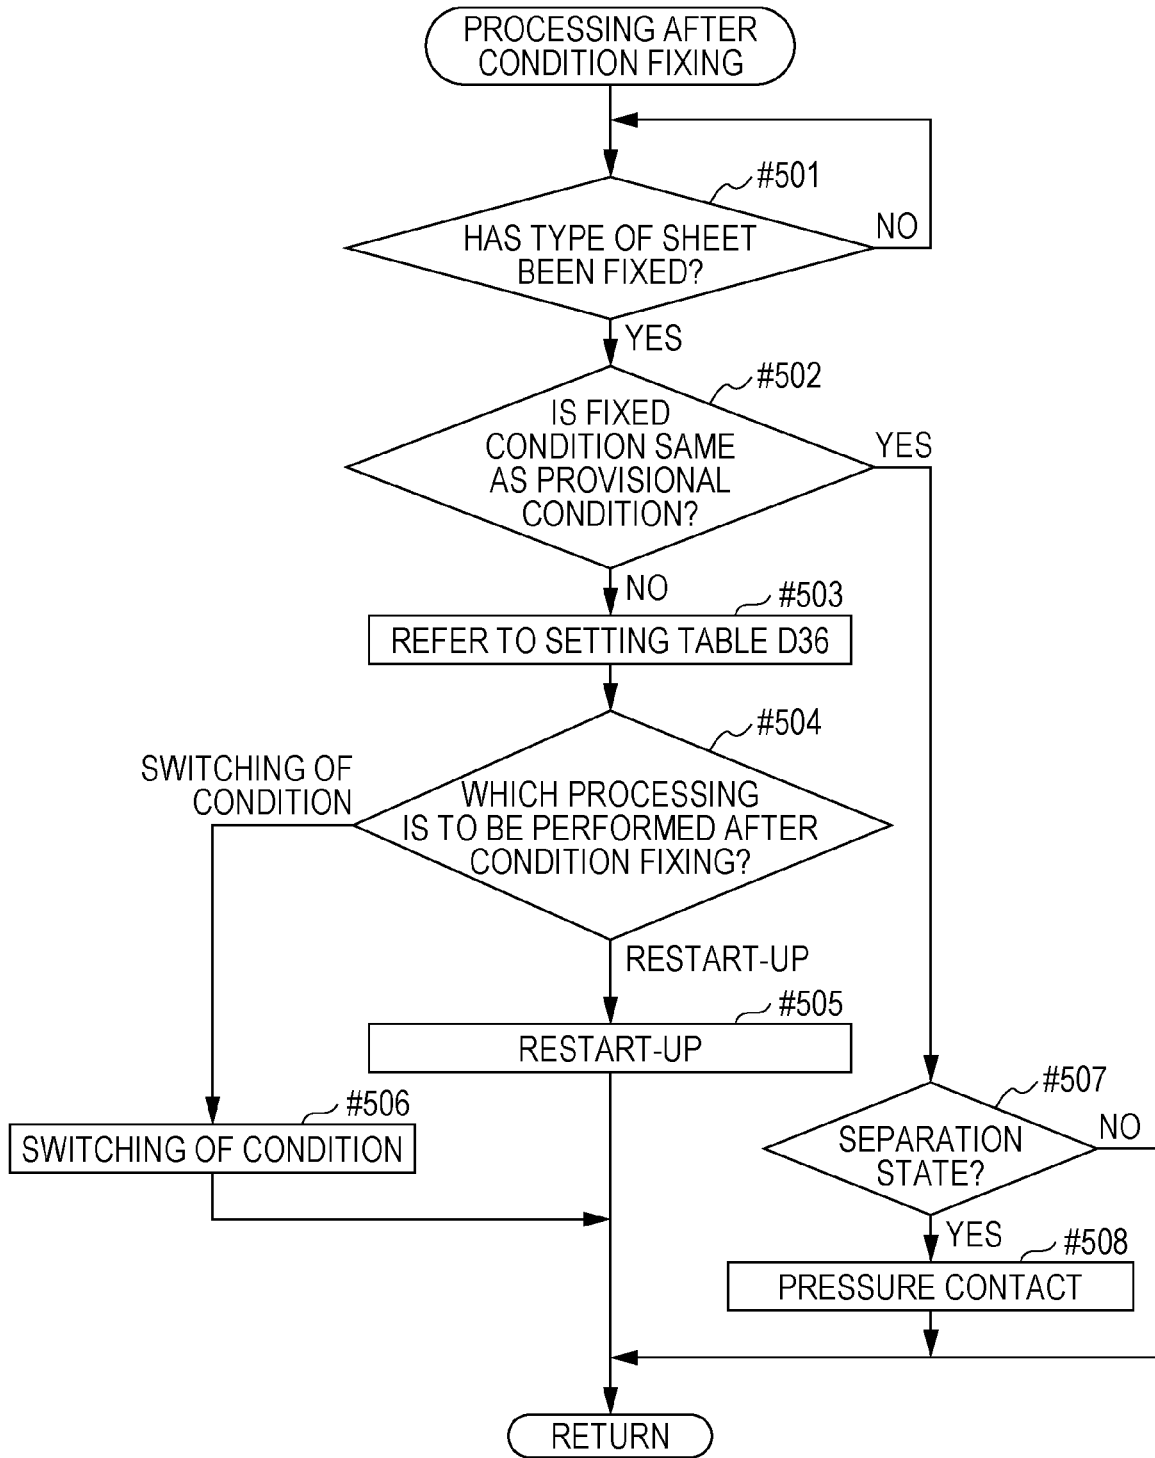 PROCESSING AFTER
CONDITION FIXING
#501
HAS TYPE OF SHEET
BEEN FIXED?
NO
YES
#502
IS FIXED
CONDITION SAME
AS PROVISIONAL
CONDITION?
YES
NO
#503
REFER TO SETTING TABLE D36
#504
SWITCHING OF
CONDITION
WHICH PROCESSING
IS TO BE PERFORMED AFTER
CONDITION FIXING?
RESTART-UP
#505
RESTART-UP
#506
SWITCHING OF CONDITION
#507
SEPARATION
STATE?
NO
YES
#508
PRESSURE CONTACT
RETURN